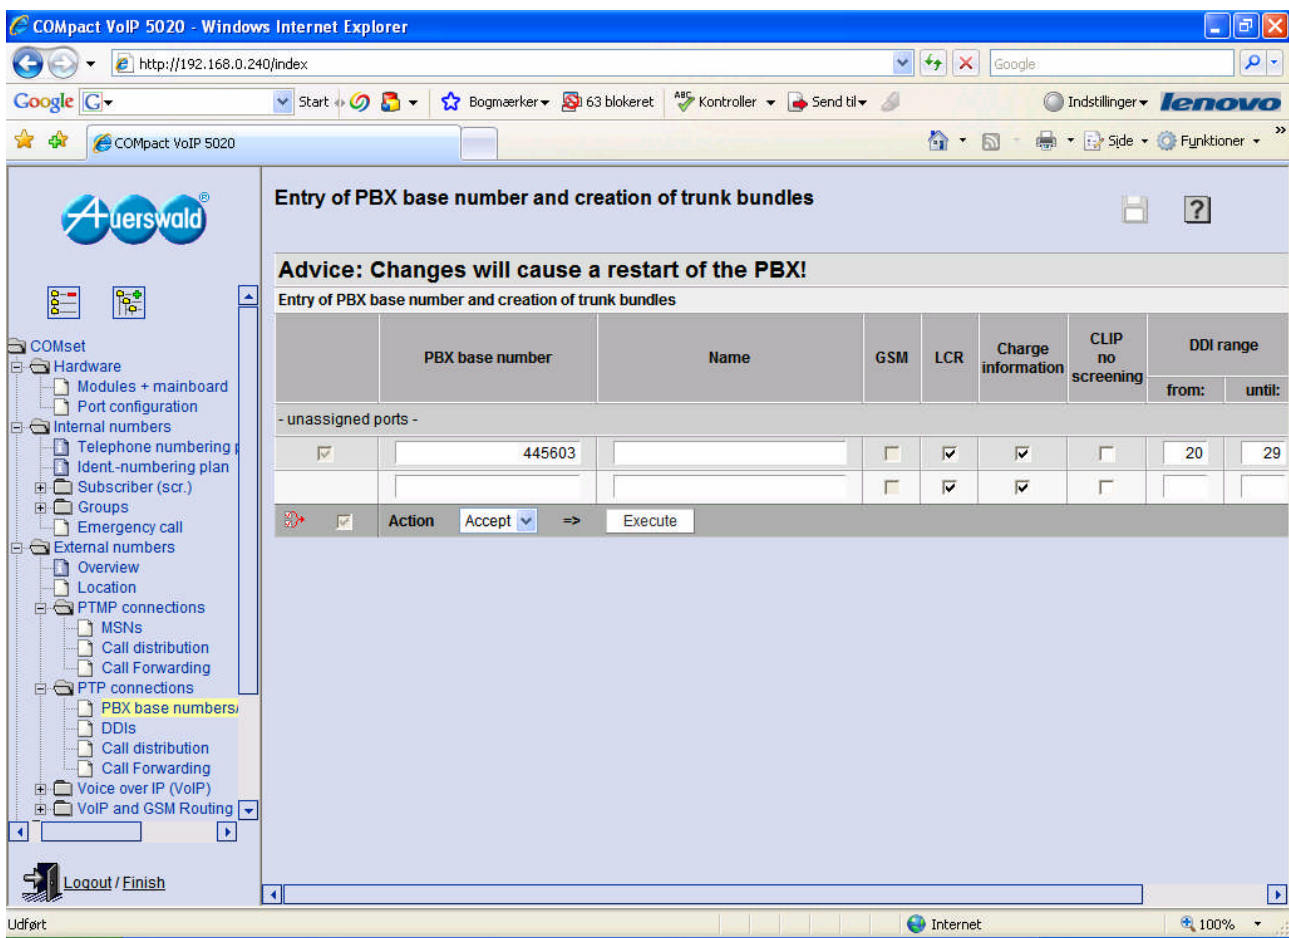 COMpact VoIP 5020 - Windows Internet Explorer
http://192.168.0.240/index
Google
Google G
Start
Bogmærker
63 blokeret
ABC
Kontroller
Send til
Indstillinger
lenovo
COMpact VoIP 5020
Side
Funktioner
»
Auerswald®
Entry of PBX base number and creation of trunk bundles
?
Advice: Changes will cause a restart of the PBX!
Entry of PBX base number and creation of trunk bundles
PBX base number
Name
GSM
LCR
Charge
information
CLIP
no
screening
DDI range
from:
until:
- unassigned ports -
445603
20
29
Action
Accept
=>
Execute
COMset
Hardware
Modules + mainboard
Port configuration
Internal numbers
Telephone numbering p
Ident.-numbering plan
Subscriber (scr.)
Groups
Emergency call
External numbers
Overview
Location
PTMP connections
MSNs
Call distribution
Call Forwarding
PTP connections
PBX base numbers/
DDIs
Call distribution
Call Forwarding
Voice over IP (VoIP)
VoIP and GSM Routing
Logout / Finish
Udført
Internet
100%